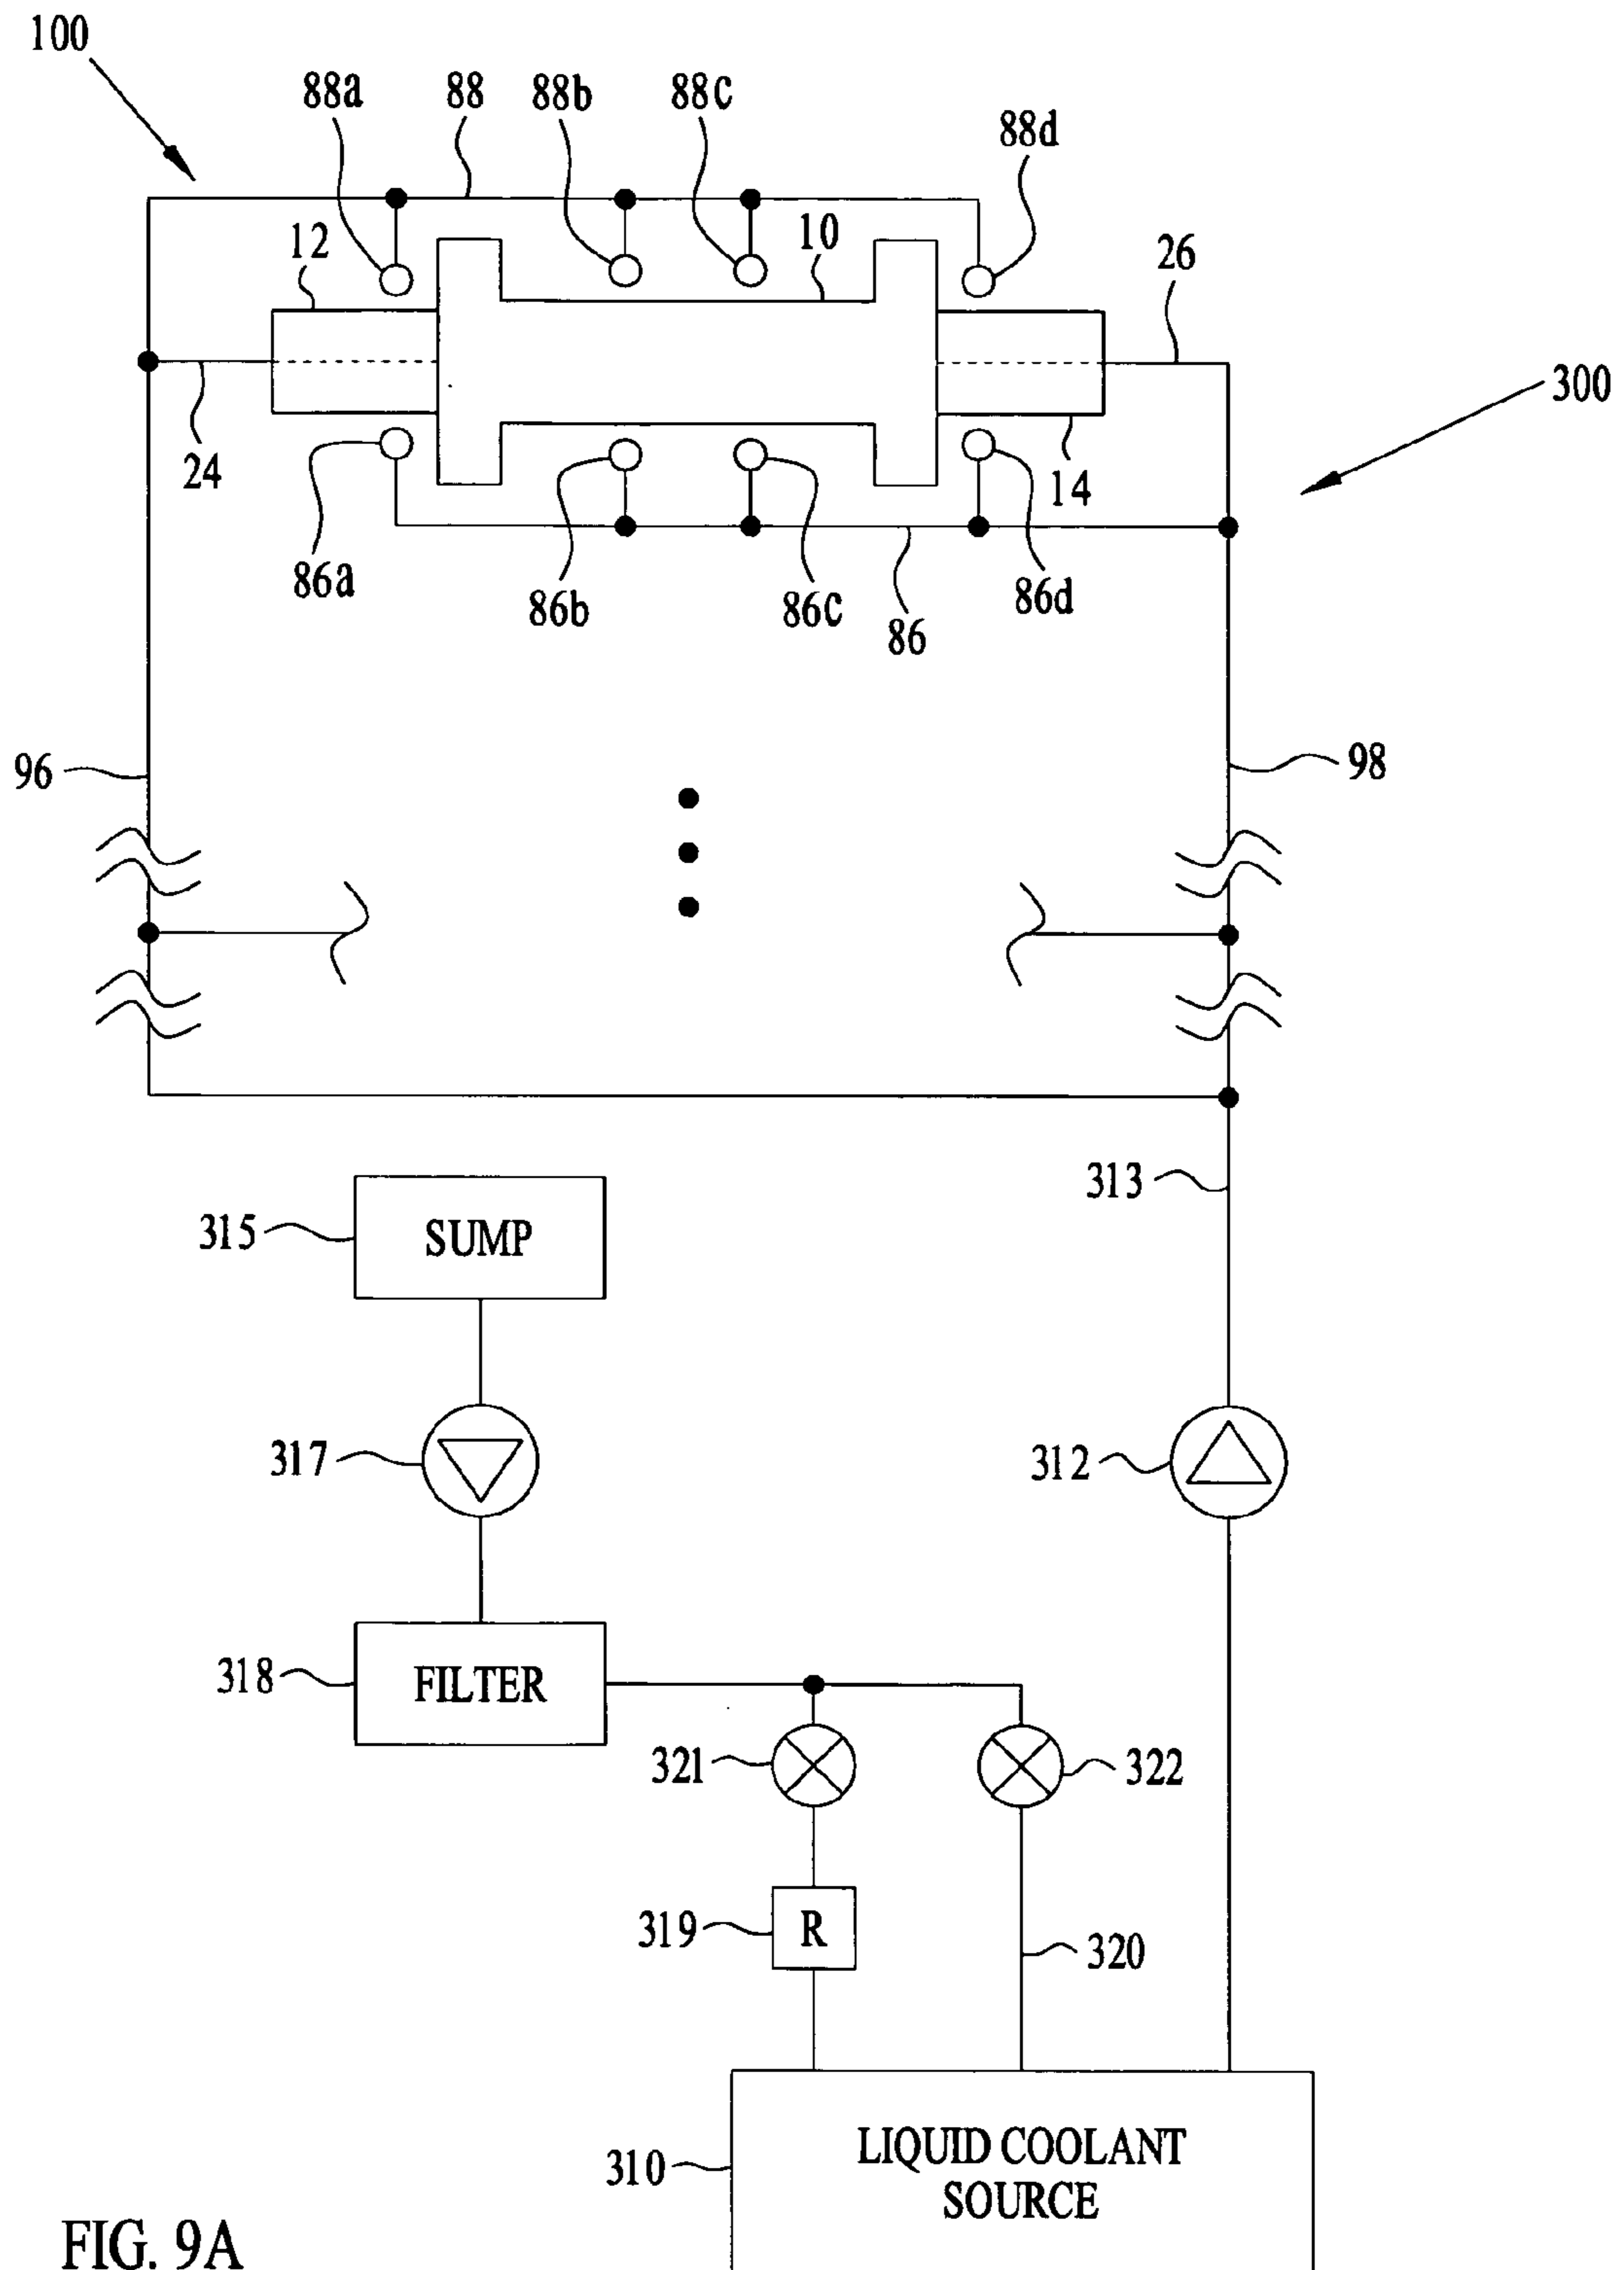 100
88a
88
88b
88c
88d
12
10
26
300
24
14
86a
86b
86c
86
86d
96
98
313
315
SUMP
317
312
318
FILTER
321
322
319
R
320
310
LIQUID COOLANT
SOURCE
FIG. 9A